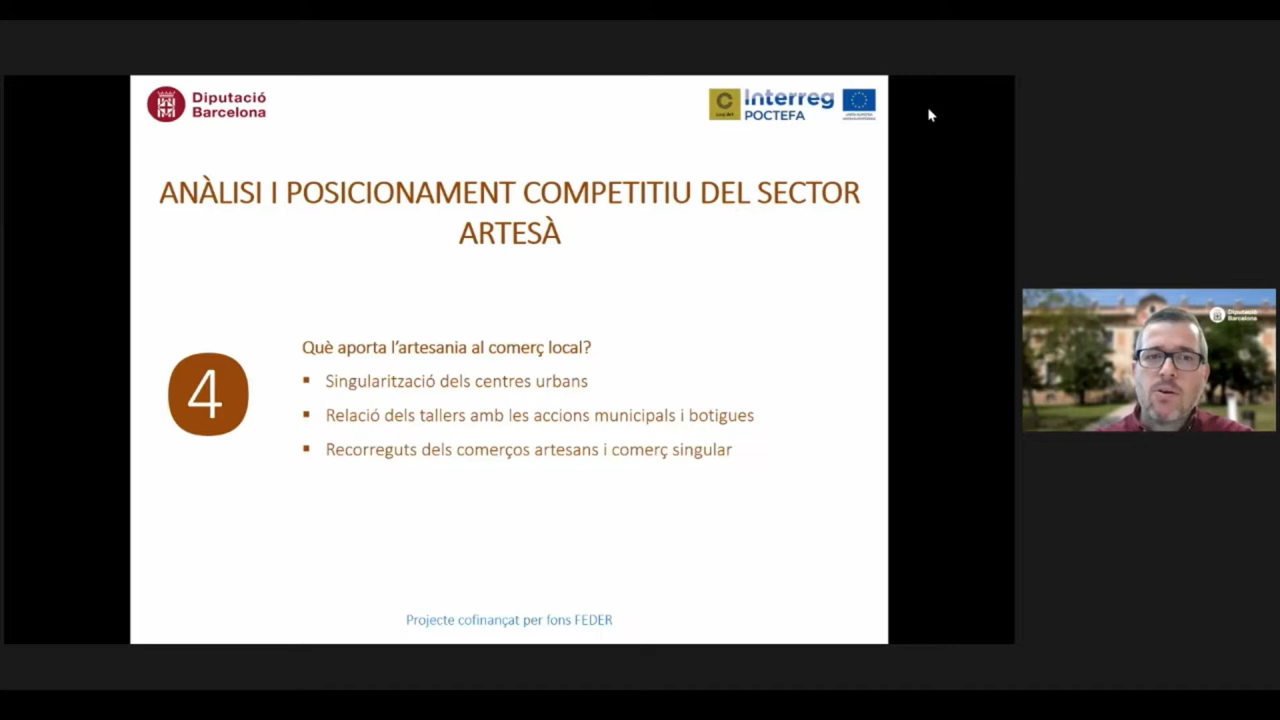 Diputació
Barcelona
C
Interreg
POCTEFA
ANÀLISI I POSICIONAMENT COMPETITIU DEL SECTOR
ARTESÀ
4
Què aporta l’artesania al comerç local?
Singularització dels centres urbans
Relació dels tallers amb les accions municipals i botigues
Recorreguts dels comerços artesans i comerç singular
Projecte cofinançat per fons FEDER
Diputació
Barcelona